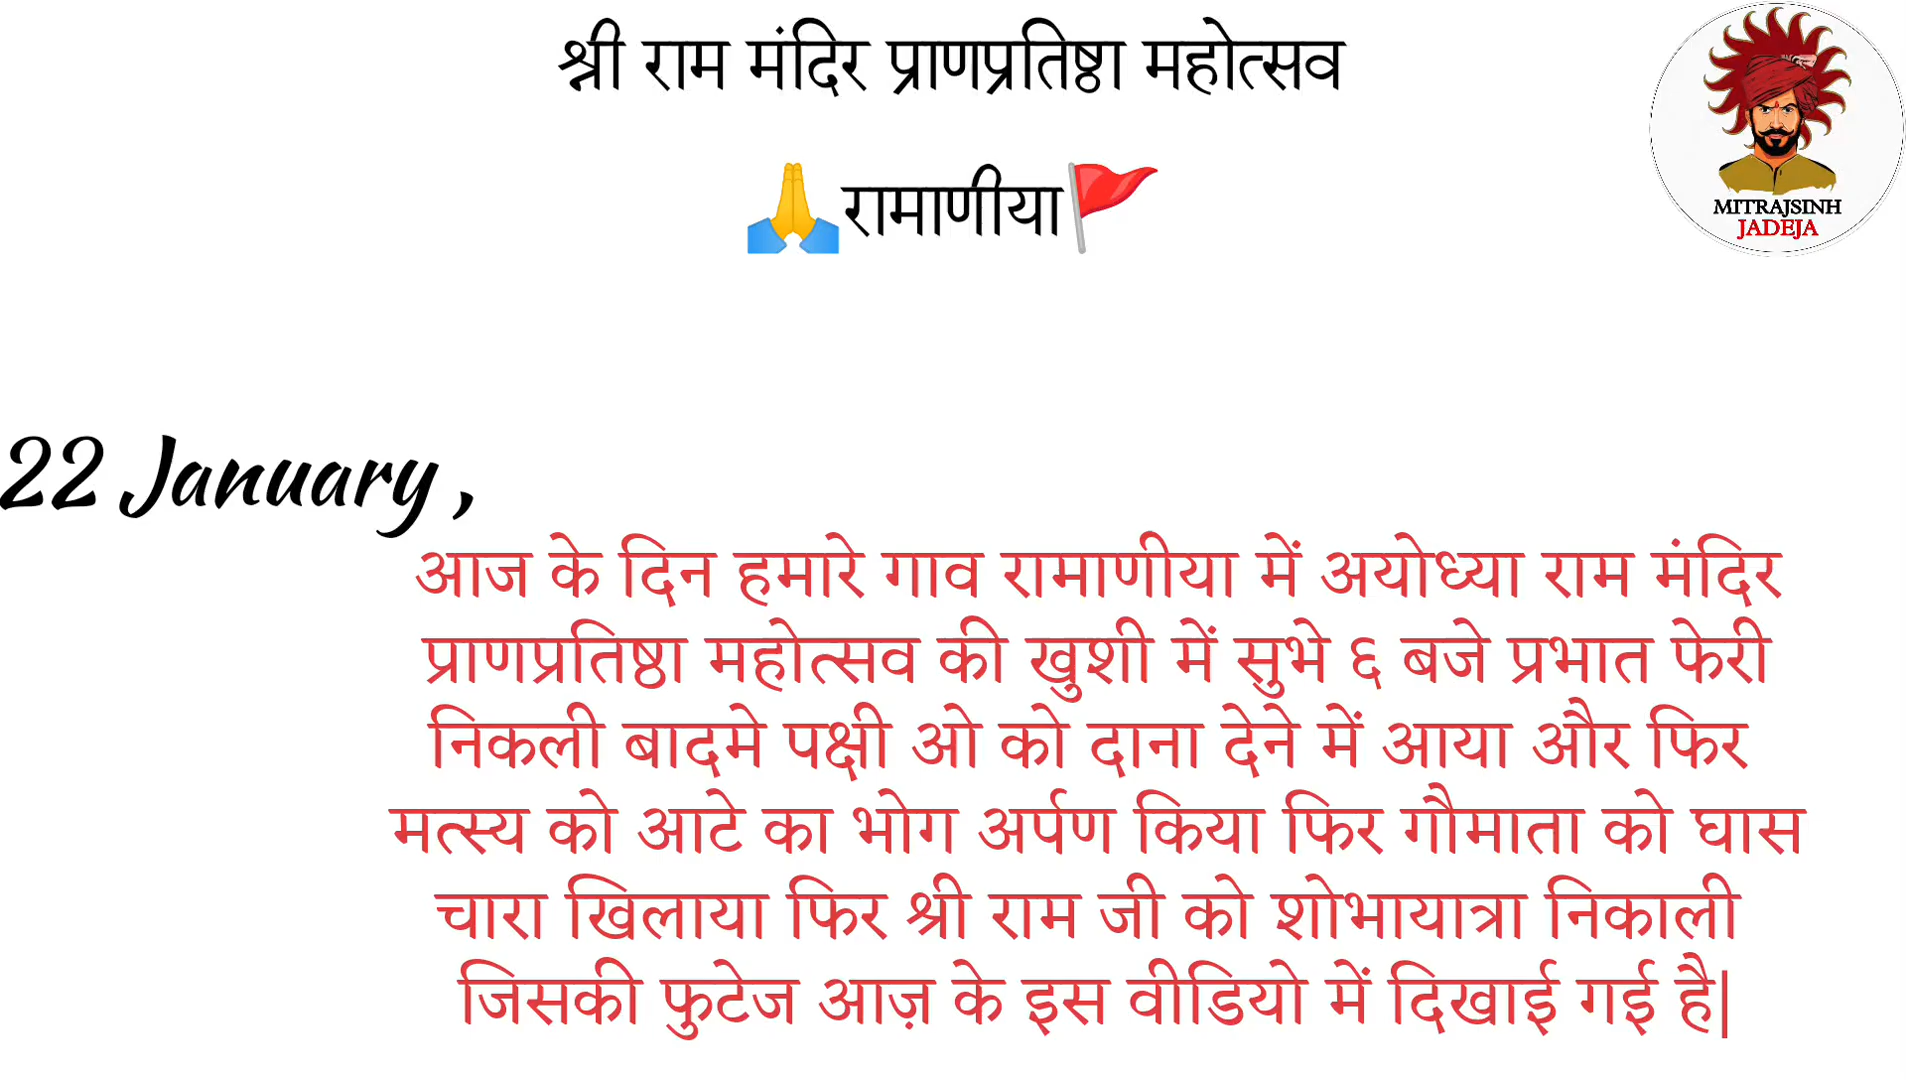 श्री राम मंदिर प्राणप्रतिष्ठा महोत्सव
🙏रामाणीया🚩
MITRAJSINH
JADEJA
22 January ,
आज के दिन हमारे गाव रामाणीया में अयोध्या राम मंदिर
प्राणप्रतिष्ठा महोत्सव की खुशी में सुभे ६ बजे प्रभात फेरी
निकली बादमे पक्षी ओ को दाना देने में आया और फिर
मत्स्य को आटे का भोग अर्पण किया फिर गौमाता को घास
चारा खिलाया फिर श्री राम जी को शोभायात्रा निकाली
जिसकी फुटेज आज़ के इस वीडियो में दिखाई गई है|